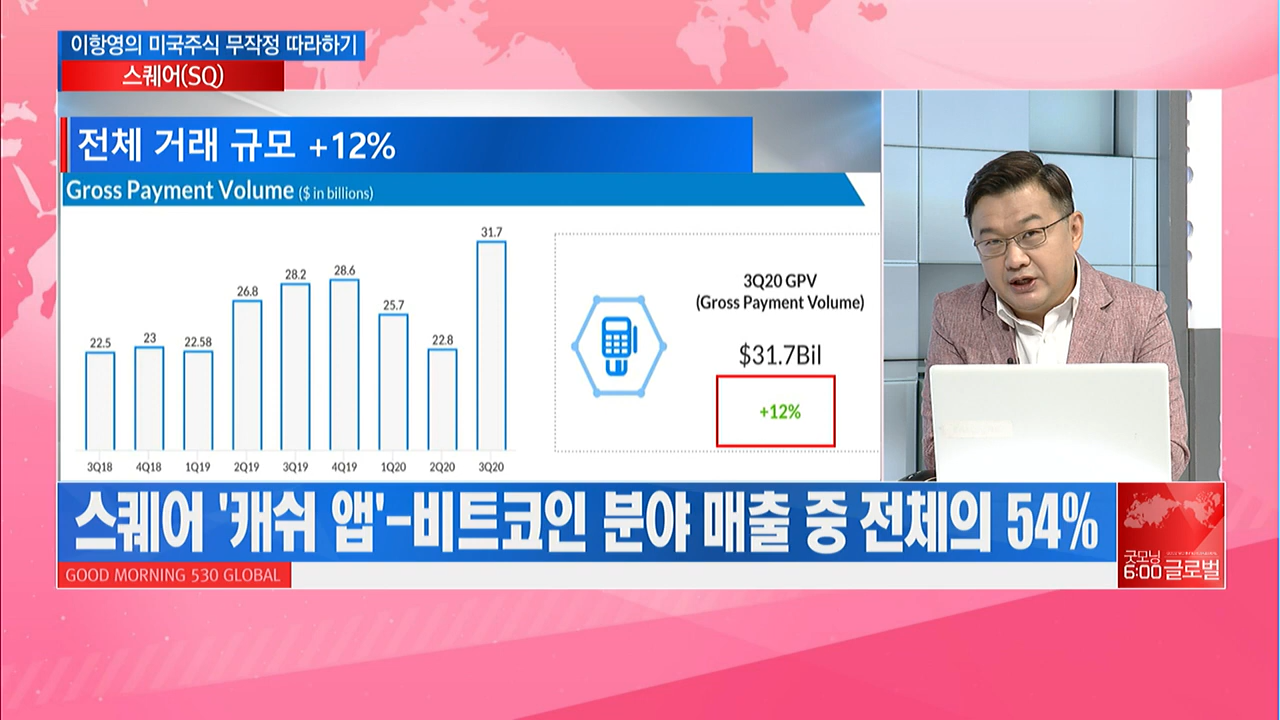 이항영의 미국주식 무작정 따라하기
스퀘어(SQ)
전체 거래 규모 +12%
Gross Payment Volume ($ in billions)
31.7
28.6
28.2
26.8
25.7
23
22.8
22.5
22.58
3Q18 4Q18 1Q19 2Q19 3Q19 4Q19 1Q20 2Q20 3Q20
3Q20 GPV
(Gross Payment Volume)
$31.7Bil
+12%
스퀘어 '캐쉬 앱'-비트코인 분야 매출 중 전체의 54%
GOOD MORNING 530 GLOBAL
굿모닝
6:00 글로벌